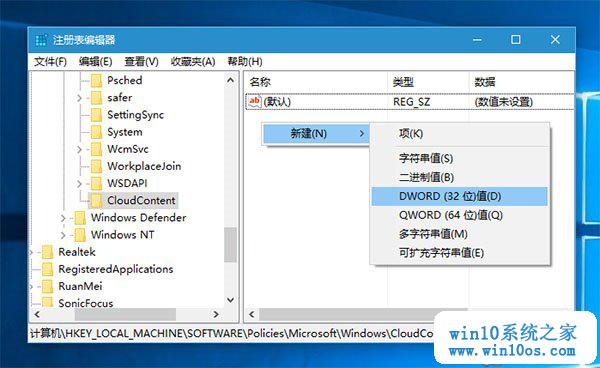 注册表编辑器
文件(F) 编辑(E) 查看(V) 收藏夹(A) 帮助(H)
Psched
safer
SettingSync
System
WcmSvc
WorkplaceJoin
WSDAPI
CloudContent
Windows Defender
Windows NT
Realtek
RegisteredApplications
RuanMei
SonicFocus
名称 类型 数据
ab (默认) REG_SZ (数值未设置)
新建(N)
项(K)
字符串值(S)
二进制值(B)
DWORD (32 位)值(D)
QWORD (64 位)值(Q)
多字符串值(M)
可扩充字符串值(E)
计算机\HKEY_LOCAL_MACHINE\SOFTWARE\Policies\Microsoft\Windows\CloudCon
win10系统之家
www.win10os.com